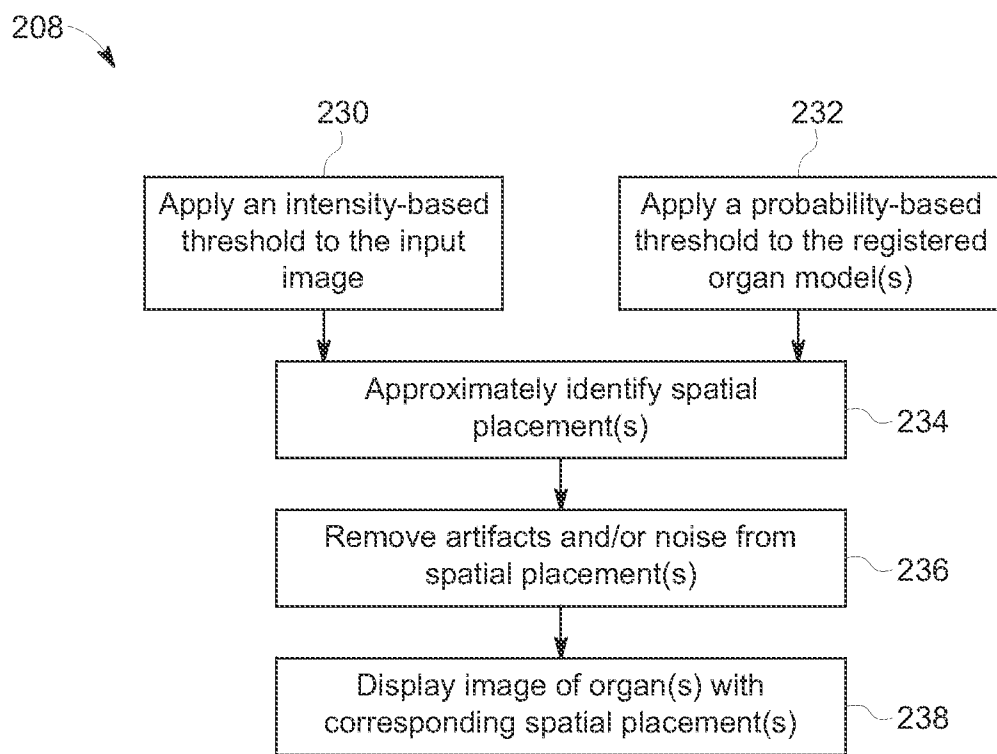 208
230
232
Apply an intensity-based
threshold to the input
image
Apply a probability-based
threshold to the registered
organ model(s)
Approximately identify spatial
placement(s)
234
Remove artifacts and/or noise from
spatial placement(s)
236
Display image of organ(s) with
corresponding spatial placement(s)
238